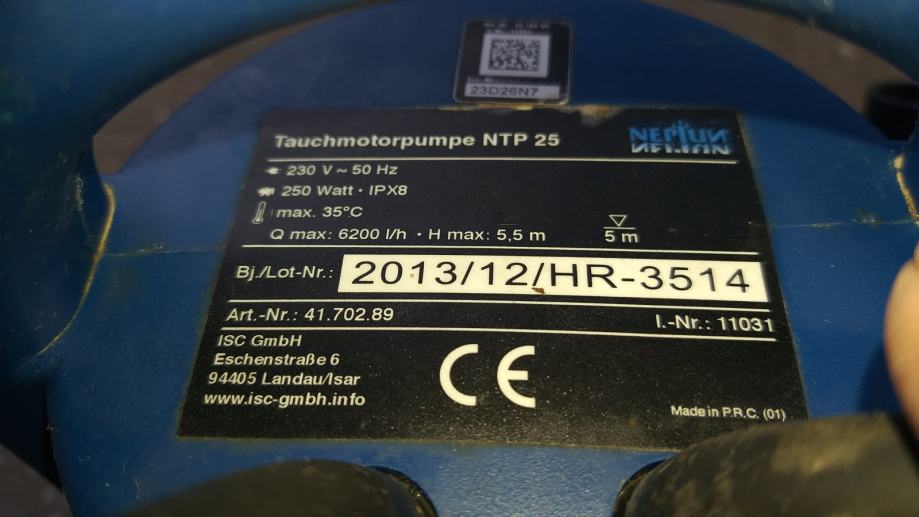 23D26N7
Tauchmotorpumpe NTP 25
NEPTUN
230 V ~ 50 Hz
250 Watt · IPX8
max. 35°C
Q max: 6200 l/h · H max: 5,5 m
5 m
Bj./Lot-Nr.: 2013/12/HR-3514
Art.-Nr.: 41.702.89
I.-Nr.: 11031
ISC GmbH
Eschenstraße 6
94405 Landau/Isar
www.isc-gmbh.info
CE
Made in P.R.C. (01)